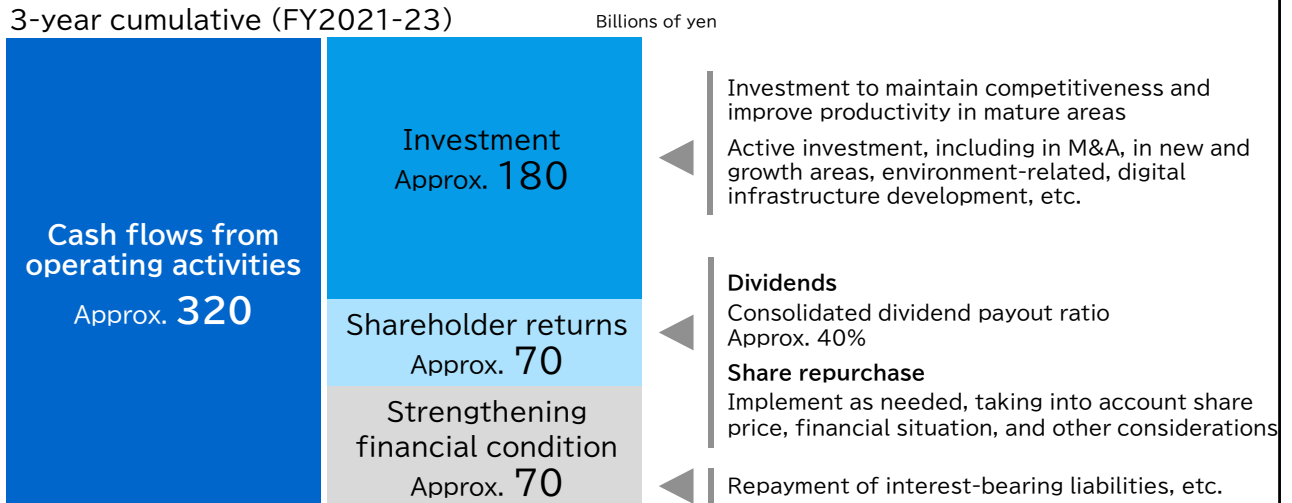 3-year cumulative (FY2021-23)
Billions of yen
Cash flows from
operating activities
Approx. 320
Investment
Approx. 180
Shareholder returns
Approx. 70
Strengthening
financial condition
Approx. 70
Investment to maintain competitiveness and
improve productivity in mature areas
Active investment, including in M&A, in new and
growth areas, environment-related, digital
infrastructure development, etc.
Dividends
Consolidated dividend payout ratio
Approx. 40%
Share repurchase
Implement as needed, taking into account share
price, financial situation, and other considerations
Repayment of interest-bearing liabilities, etc.